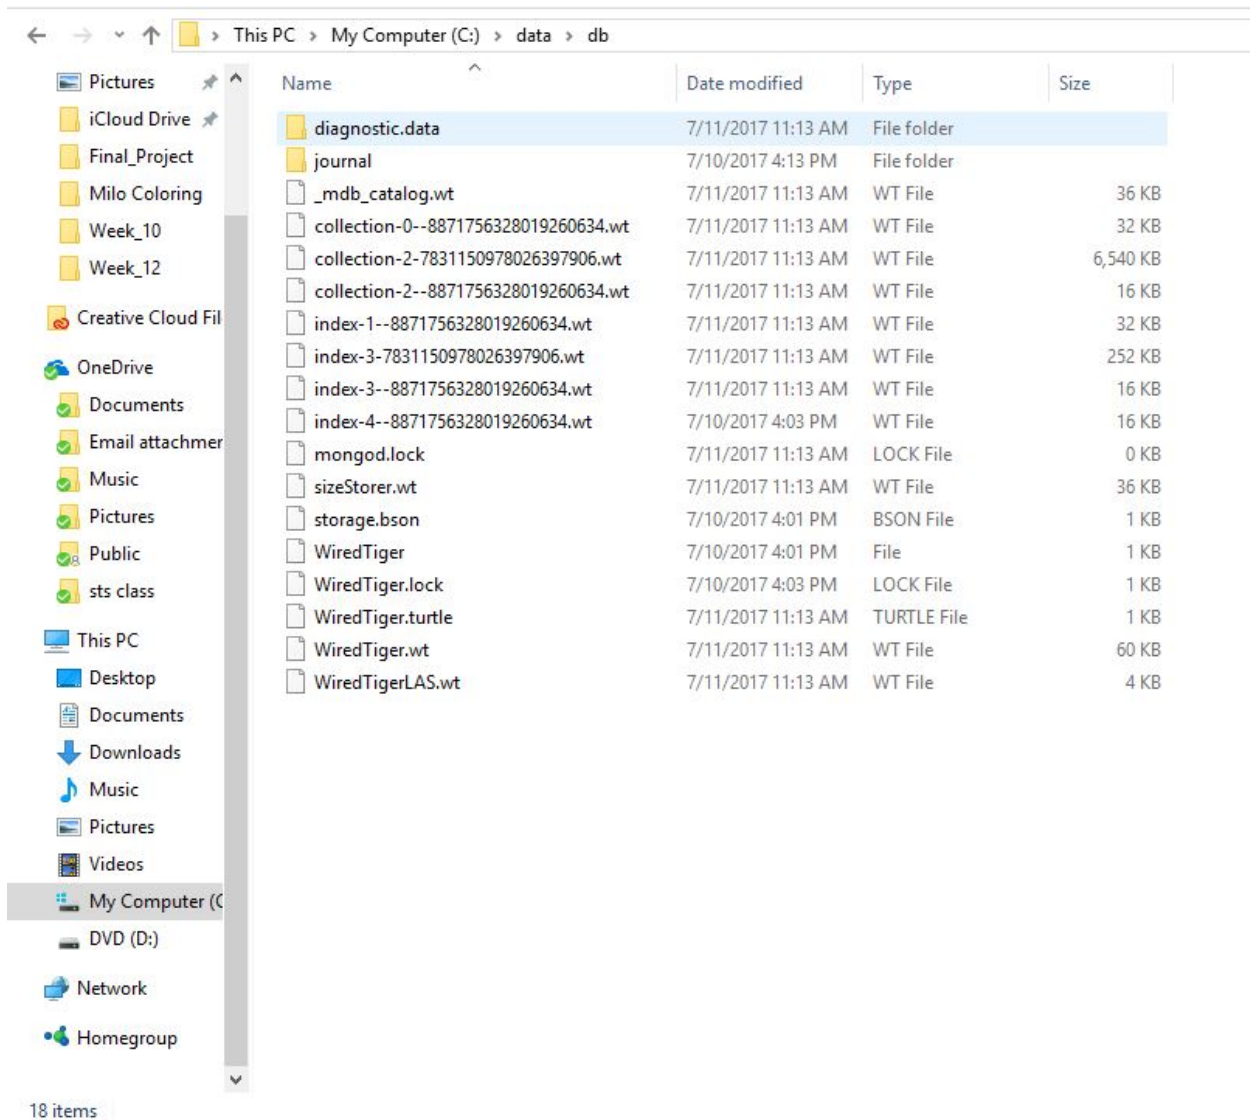 This PC > My Computer (C:) > data > db
Pictures
iCloud Drive
Final_Project
Milo Coloring
Week_10
Week_12
Creative Cloud Fil
OneDrive
Documents
Email attachmer
Music
Pictures
Public
sts class
This PC
Desktop
Documents
Downloads
Music
Pictures
Videos
My Computer (C
DVD (D:)
Network
Homegroup
Name Date modified Type Size
diagnostic.data 7/11/2017 11:13 AM File folder
journal 7/10/2017 4:13 PM File folder
_mdb_catalog.wt 7/11/2017 11:13 AM WT File 36 KB
collection-0--8871756328019260634.wt 7/11/2017 11:13 AM WT File 32 KB
collection-2-7831150978026397906.wt 7/11/2017 11:13 AM WT File 6,540 KB
collection-2--8871756328019260634.wt 7/11/2017 11:13 AM WT File 16 KB
index-1--8871756328019260634.wt 7/11/2017 11:13 AM WT File 32 KB
index-3-7831150978026397906.wt 7/11/2017 11:13 AM WT File 252 KB
index-3--8871756328019260634.wt 7/11/2017 11:13 AM WT File 16 KB
index-4--8871756328019260634.wt 7/10/2017 4:03 PM WT File 16 KB
mongod.lock 7/11/2017 11:13 AM LOCK File 0 KB
sizeStorer.wt 7/11/2017 11:13 AM WT File 36 KB
storage.bson 7/10/2017 4:01 PM BSON File 1 KB
WiredTiger 7/10/2017 4:01 PM File 1 KB
WiredTiger.lock 7/10/2017 4:03 PM LOCK File 1 KB
WiredTiger.turtle 7/11/2017 11:13 AM TURTLE File 1 KB
WiredTiger.wt 7/11/2017 11:13 AM WT File 60 KB
WiredTigerLAS.wt 7/11/2017 11:13 AM WT File 4 KB
18 items